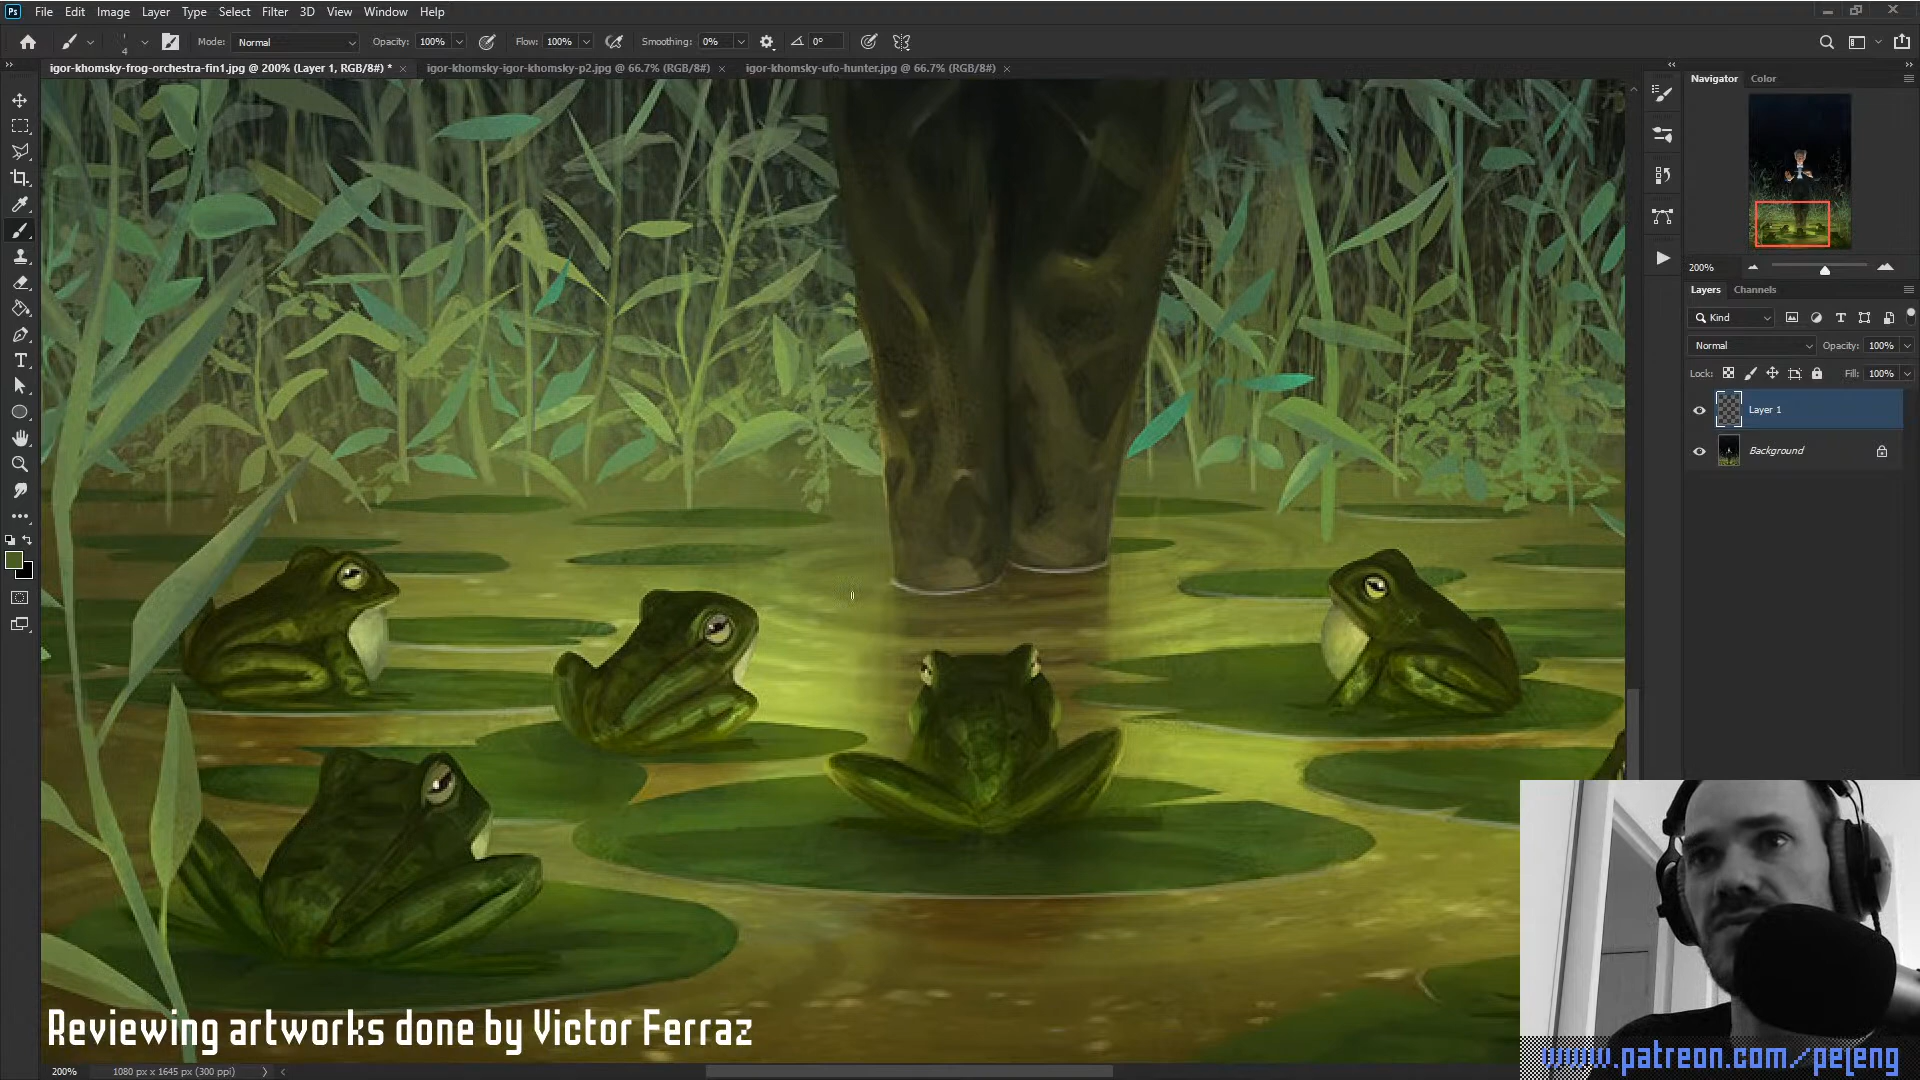 Ps File Edit Image Layer Type Select Filter 3D View Window Help
4 Mode: Normal Opacity: 100% Flow: 100% Smoothing: 0% 0°
igor-khomsky-frog-orchestra-fin1.jpg @ 200% (Layer 1, RGB/8#) * igor-khomsky-igor-khomsky-p2.jpg @ 66.7% (RGB/8#) igor-khomsky-ufo-hunter.jpg @ 66.7% (RGB/8#)
Navigator Color
200%
Layers Channels
Kind
Normal Opacity: 100%
Lock: Fill: 100%
Layer 1
Background
Reviewing artworks done by Victor Ferraz
www.patreon.com/peleng
200% 1080 px x 1645 px (300 ppi)